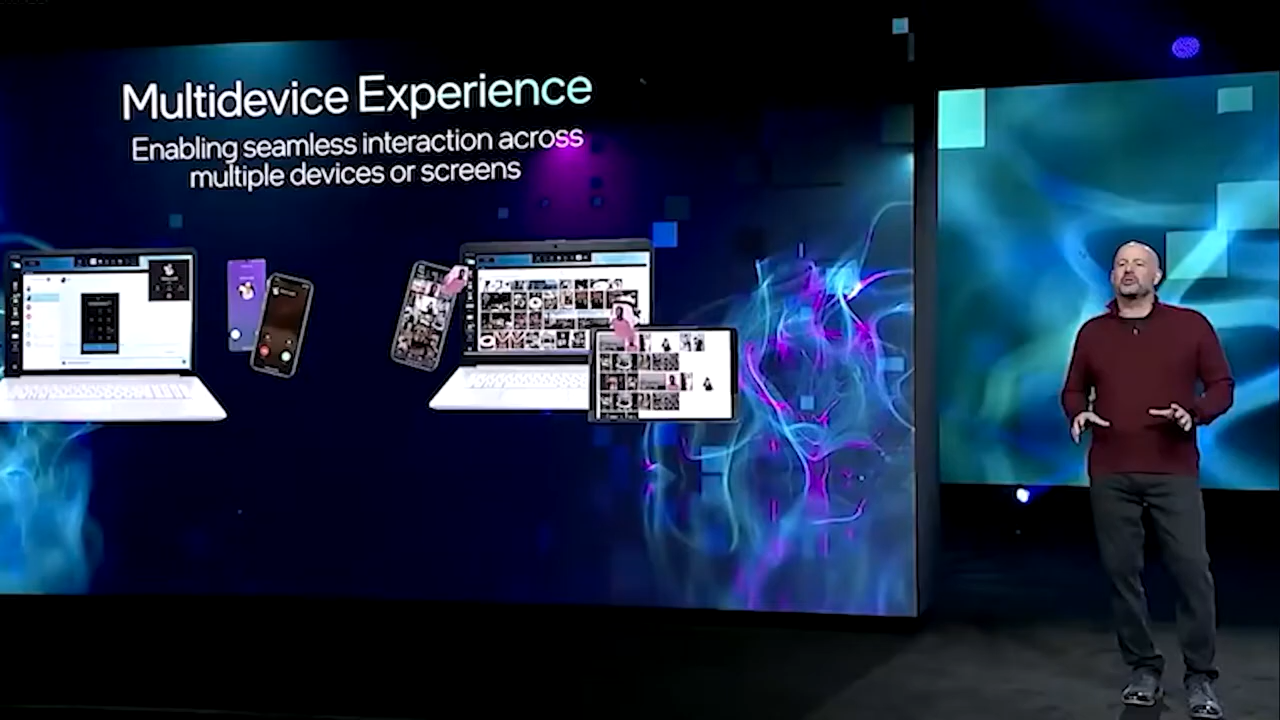 Multidevice Experience
Enabling seamless interaction across
multiple devices or screens